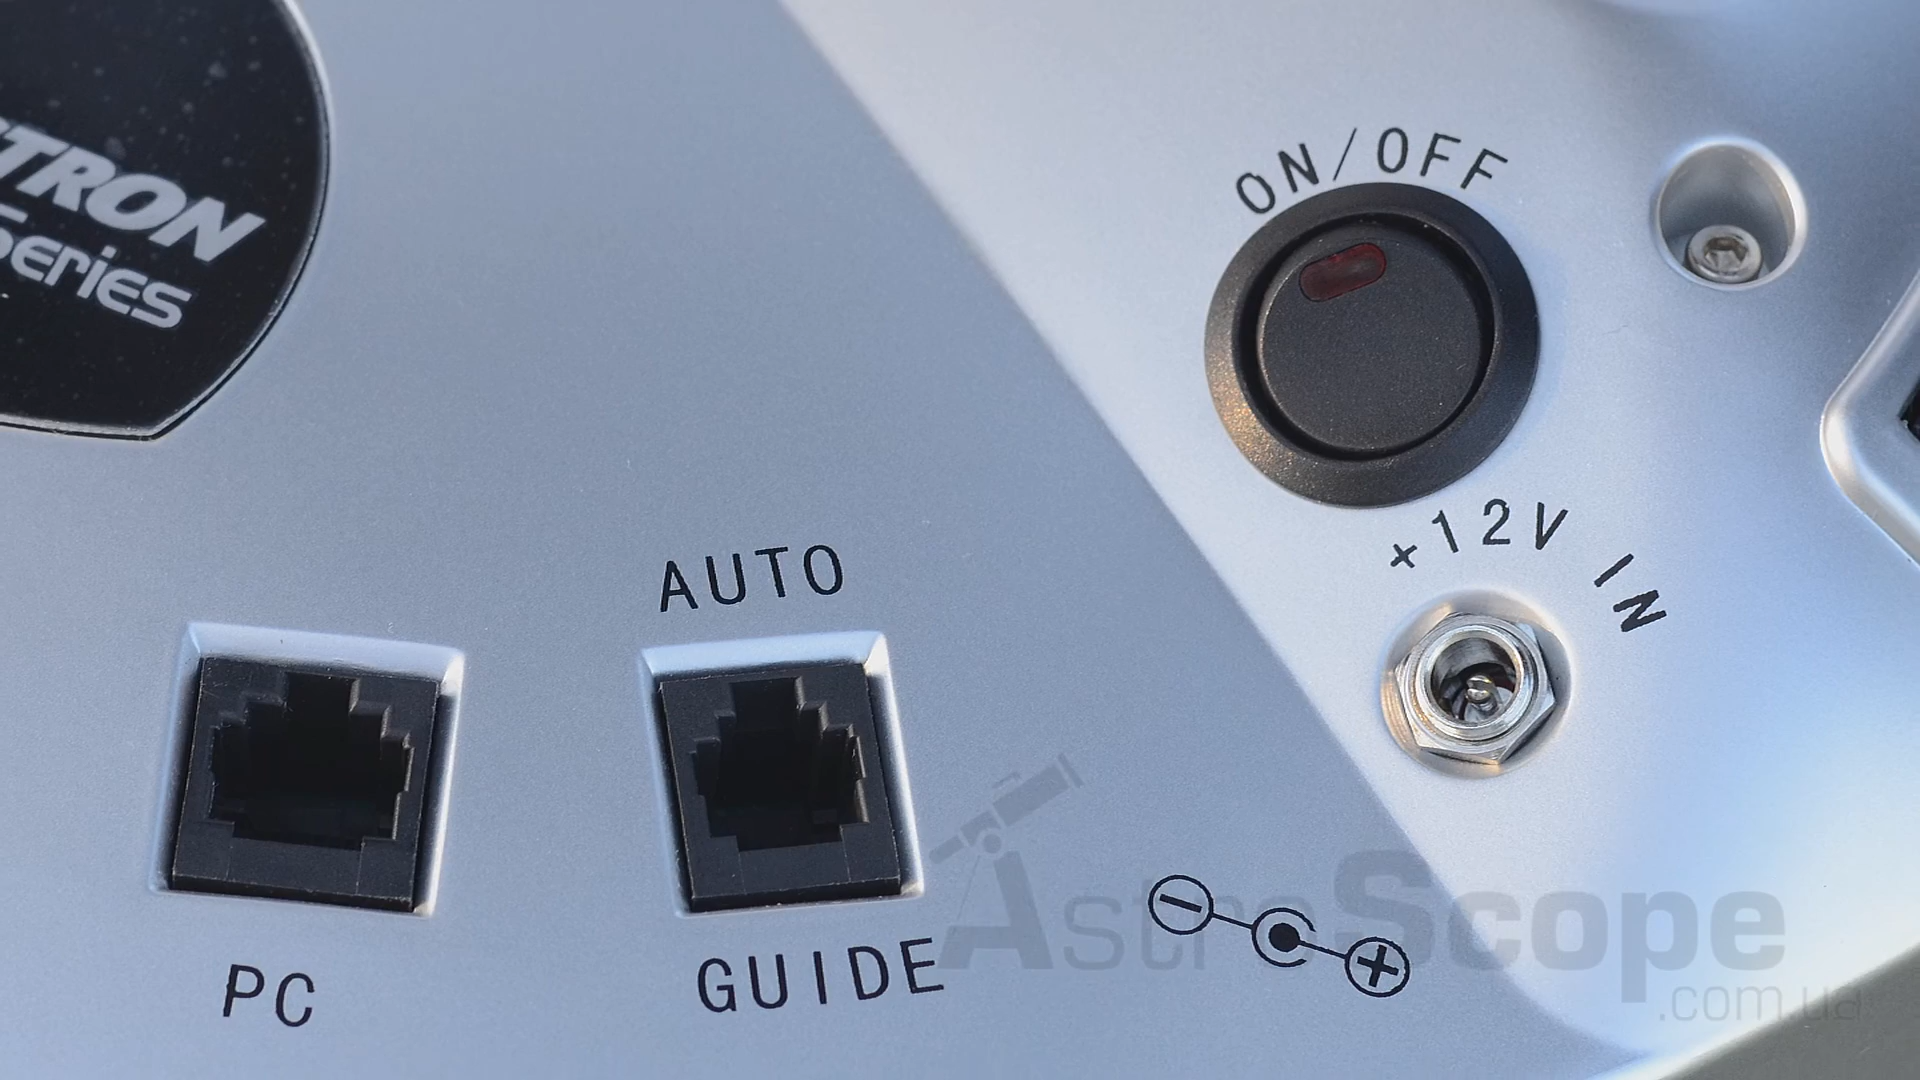 TRON
Series
ON/OFF
+12V IN
AUTO
GUIDE
PC
AstroScope
.com.ua